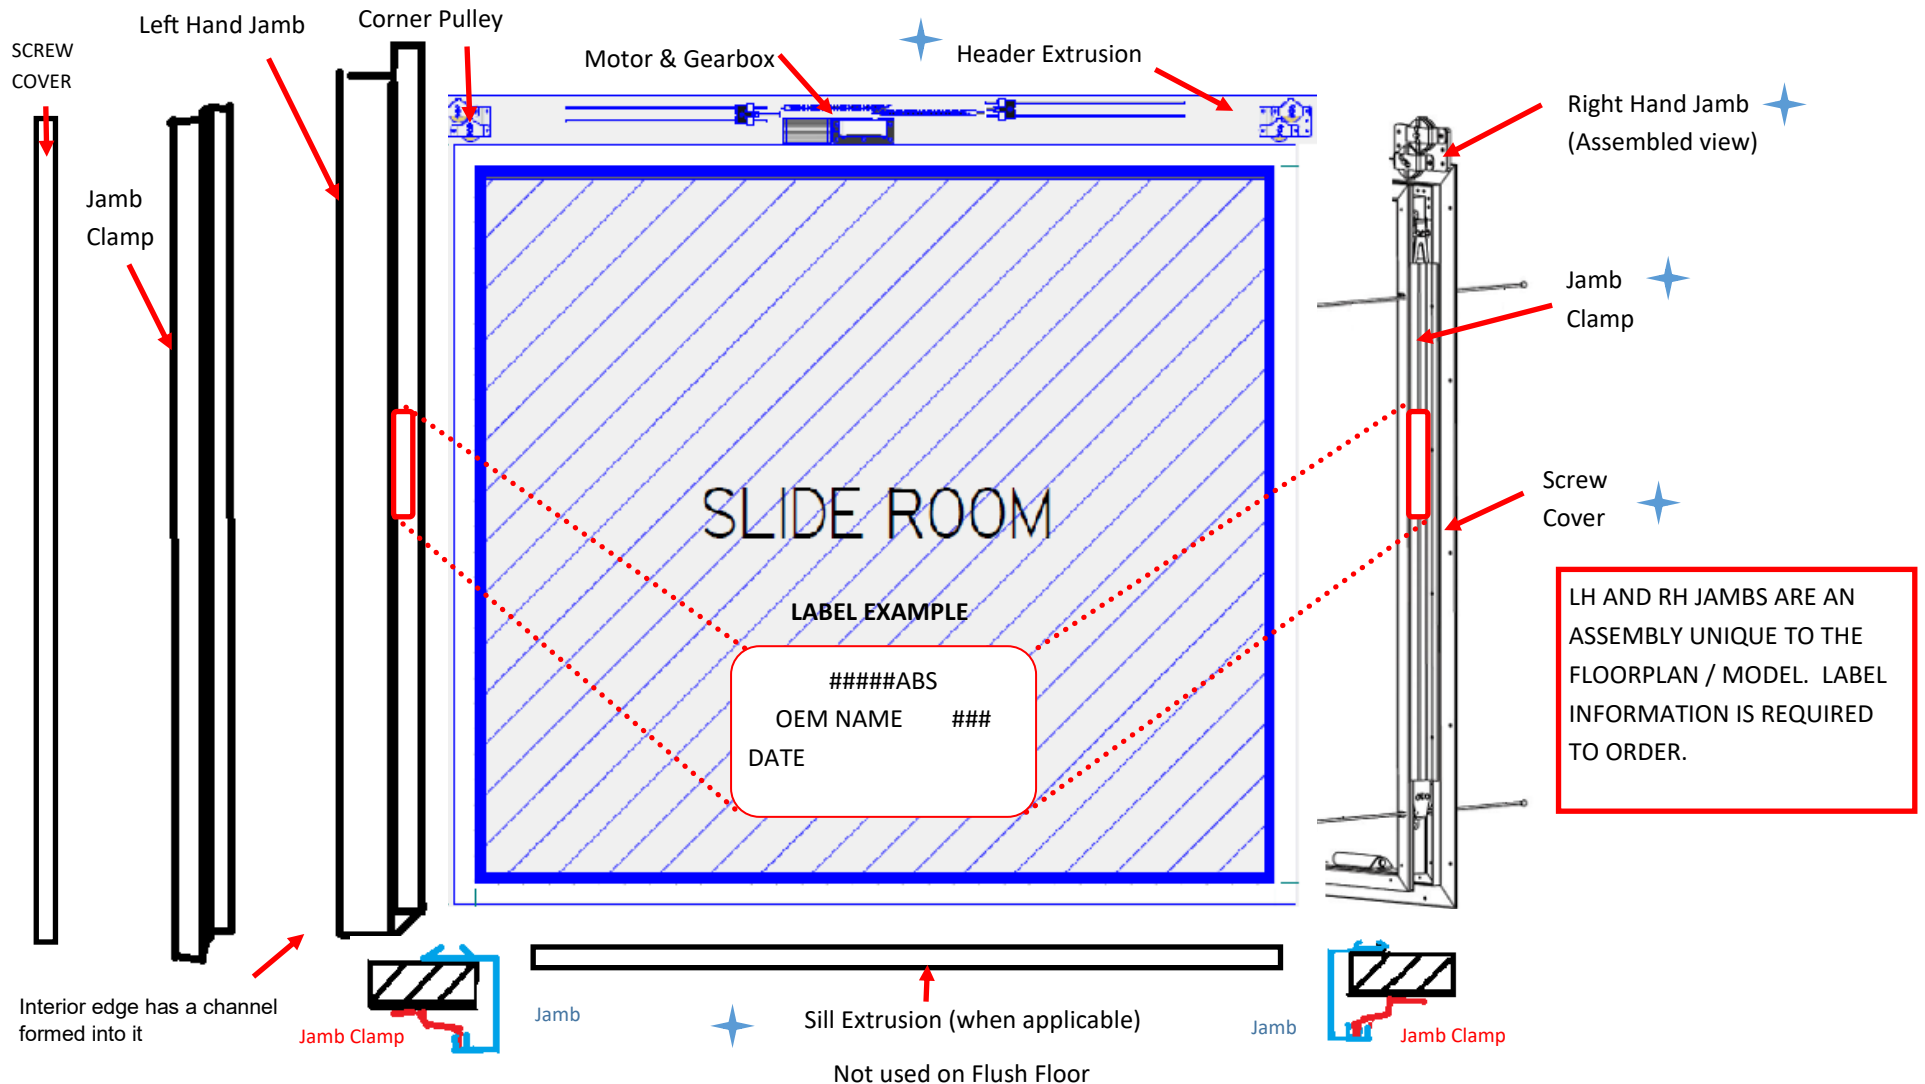 SCREW
COVER
Left Hand Jamb
Corner Pulley
Motor & Gearbox
Header Extrusion
Right Hand Jamb
(Assembled view)
Jamb
Clamp
Jamb
Clamp
Screw
Cover
SLIDE ROOM
LABEL EXAMPLE
#####ABS
OEM NAME ###
DATE
LH AND RH JAMBS ARE AN
ASSEMBLY UNIQUE TO THE
FLOORPLAN / MODEL. LABEL
INFORMATION IS REQUIRED
TO ORDER.
Interior edge has a channel
formed into it
Jamb Clamp
Jamb
Sill Extrusion (when applicable)
Not used on Flush Floor
Jamb
Jamb Clamp